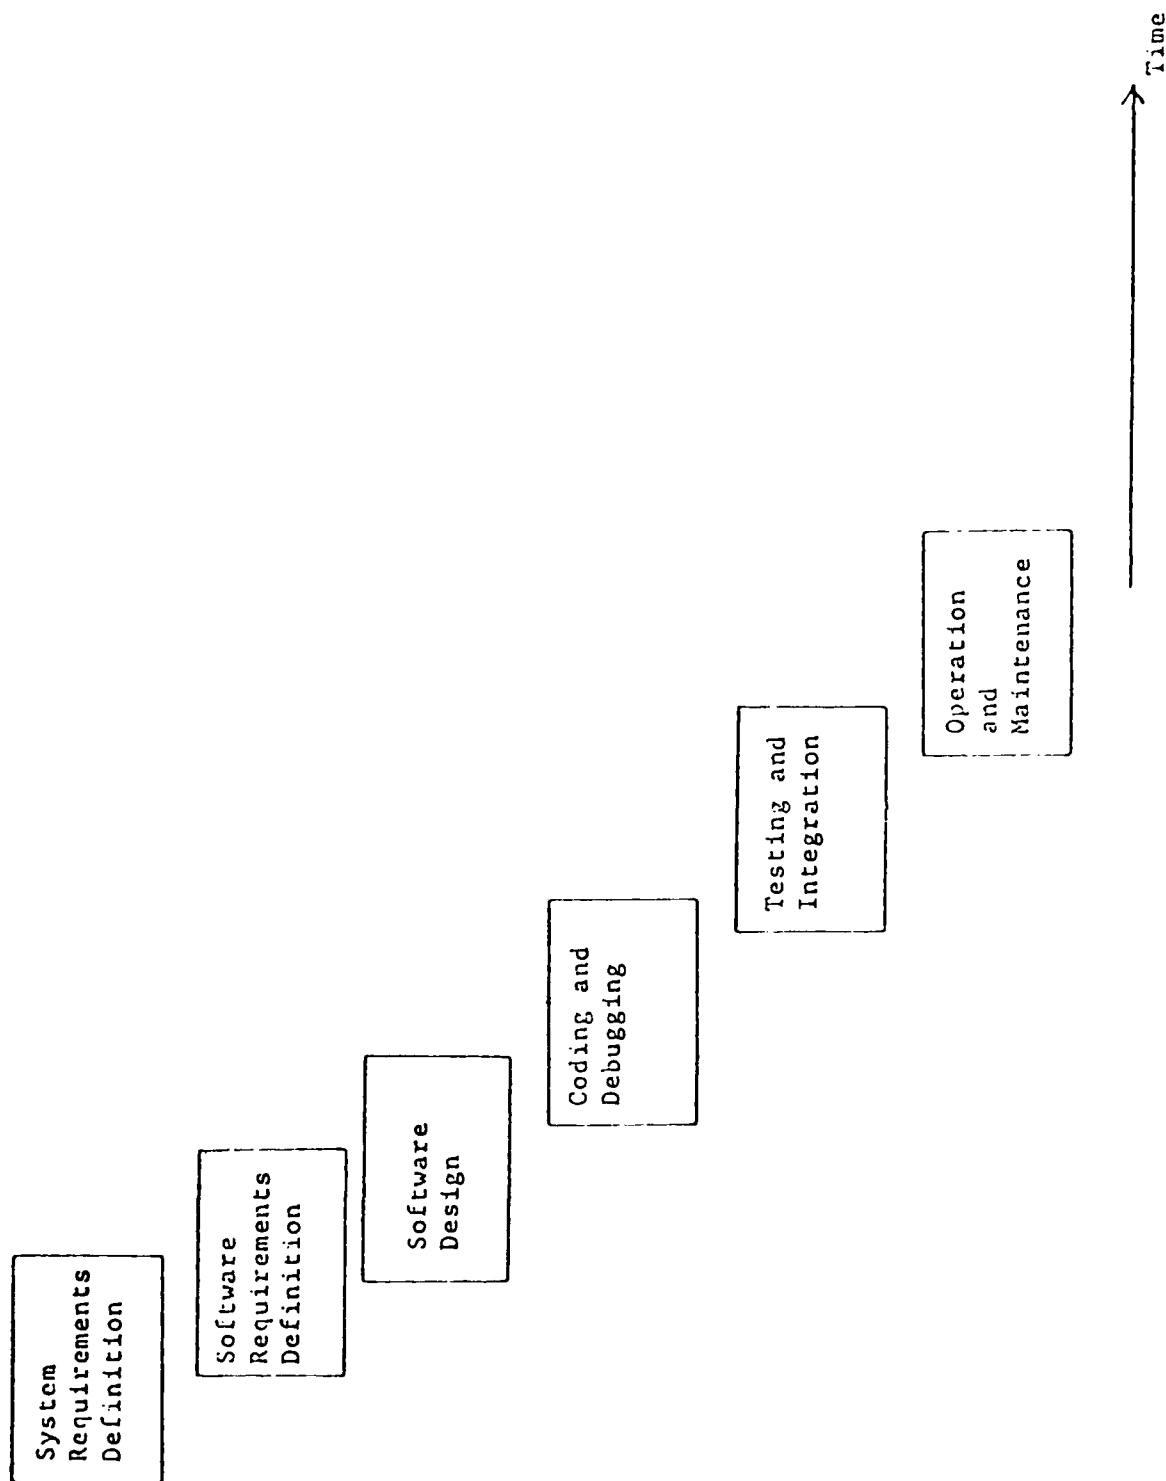 System
Requirements
Definition
Software
Requirements
Definition
Software
Design
Coding and
Debugging
Testing and
Integration
Operation
and
Maintenance
Time